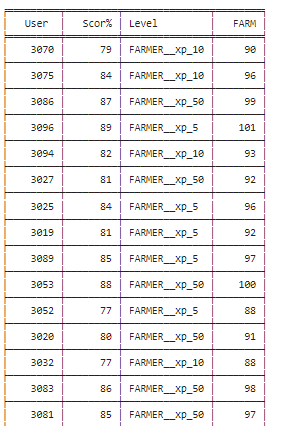 User Scor% Level FARM
3070 79 FARMER__xp_10 90
3075 84 FARMER__xp_10 96
3086 87 FARMER__xp_50 99
3096 89 FARMER__xp_5 101
3094 82 FARMER__xp_10 93
3027 81 FARMER__xp_50 92
3025 84 FARMER__xp_5 96
3019 81 FARMER__xp_5 92
3089 85 FARMER__xp_5 97
3053 88 FARMER__xp_50 100
3052 77 FARMER__xp_5 88
3020 80 FARMER__xp_50 91
3032 77 FARMER__xp_10 88
3083 86 FARMER__xp_50 98
3081 85 FARMER__xp_50 97